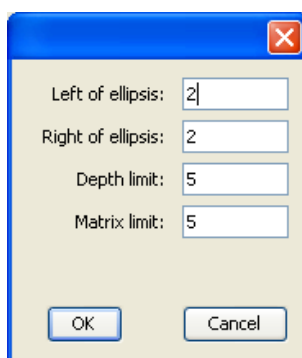 Left of ellipsis: 2
Right of ellipsis: 2
Depth limit: 5
Matrix limit: 5
OK Cancel